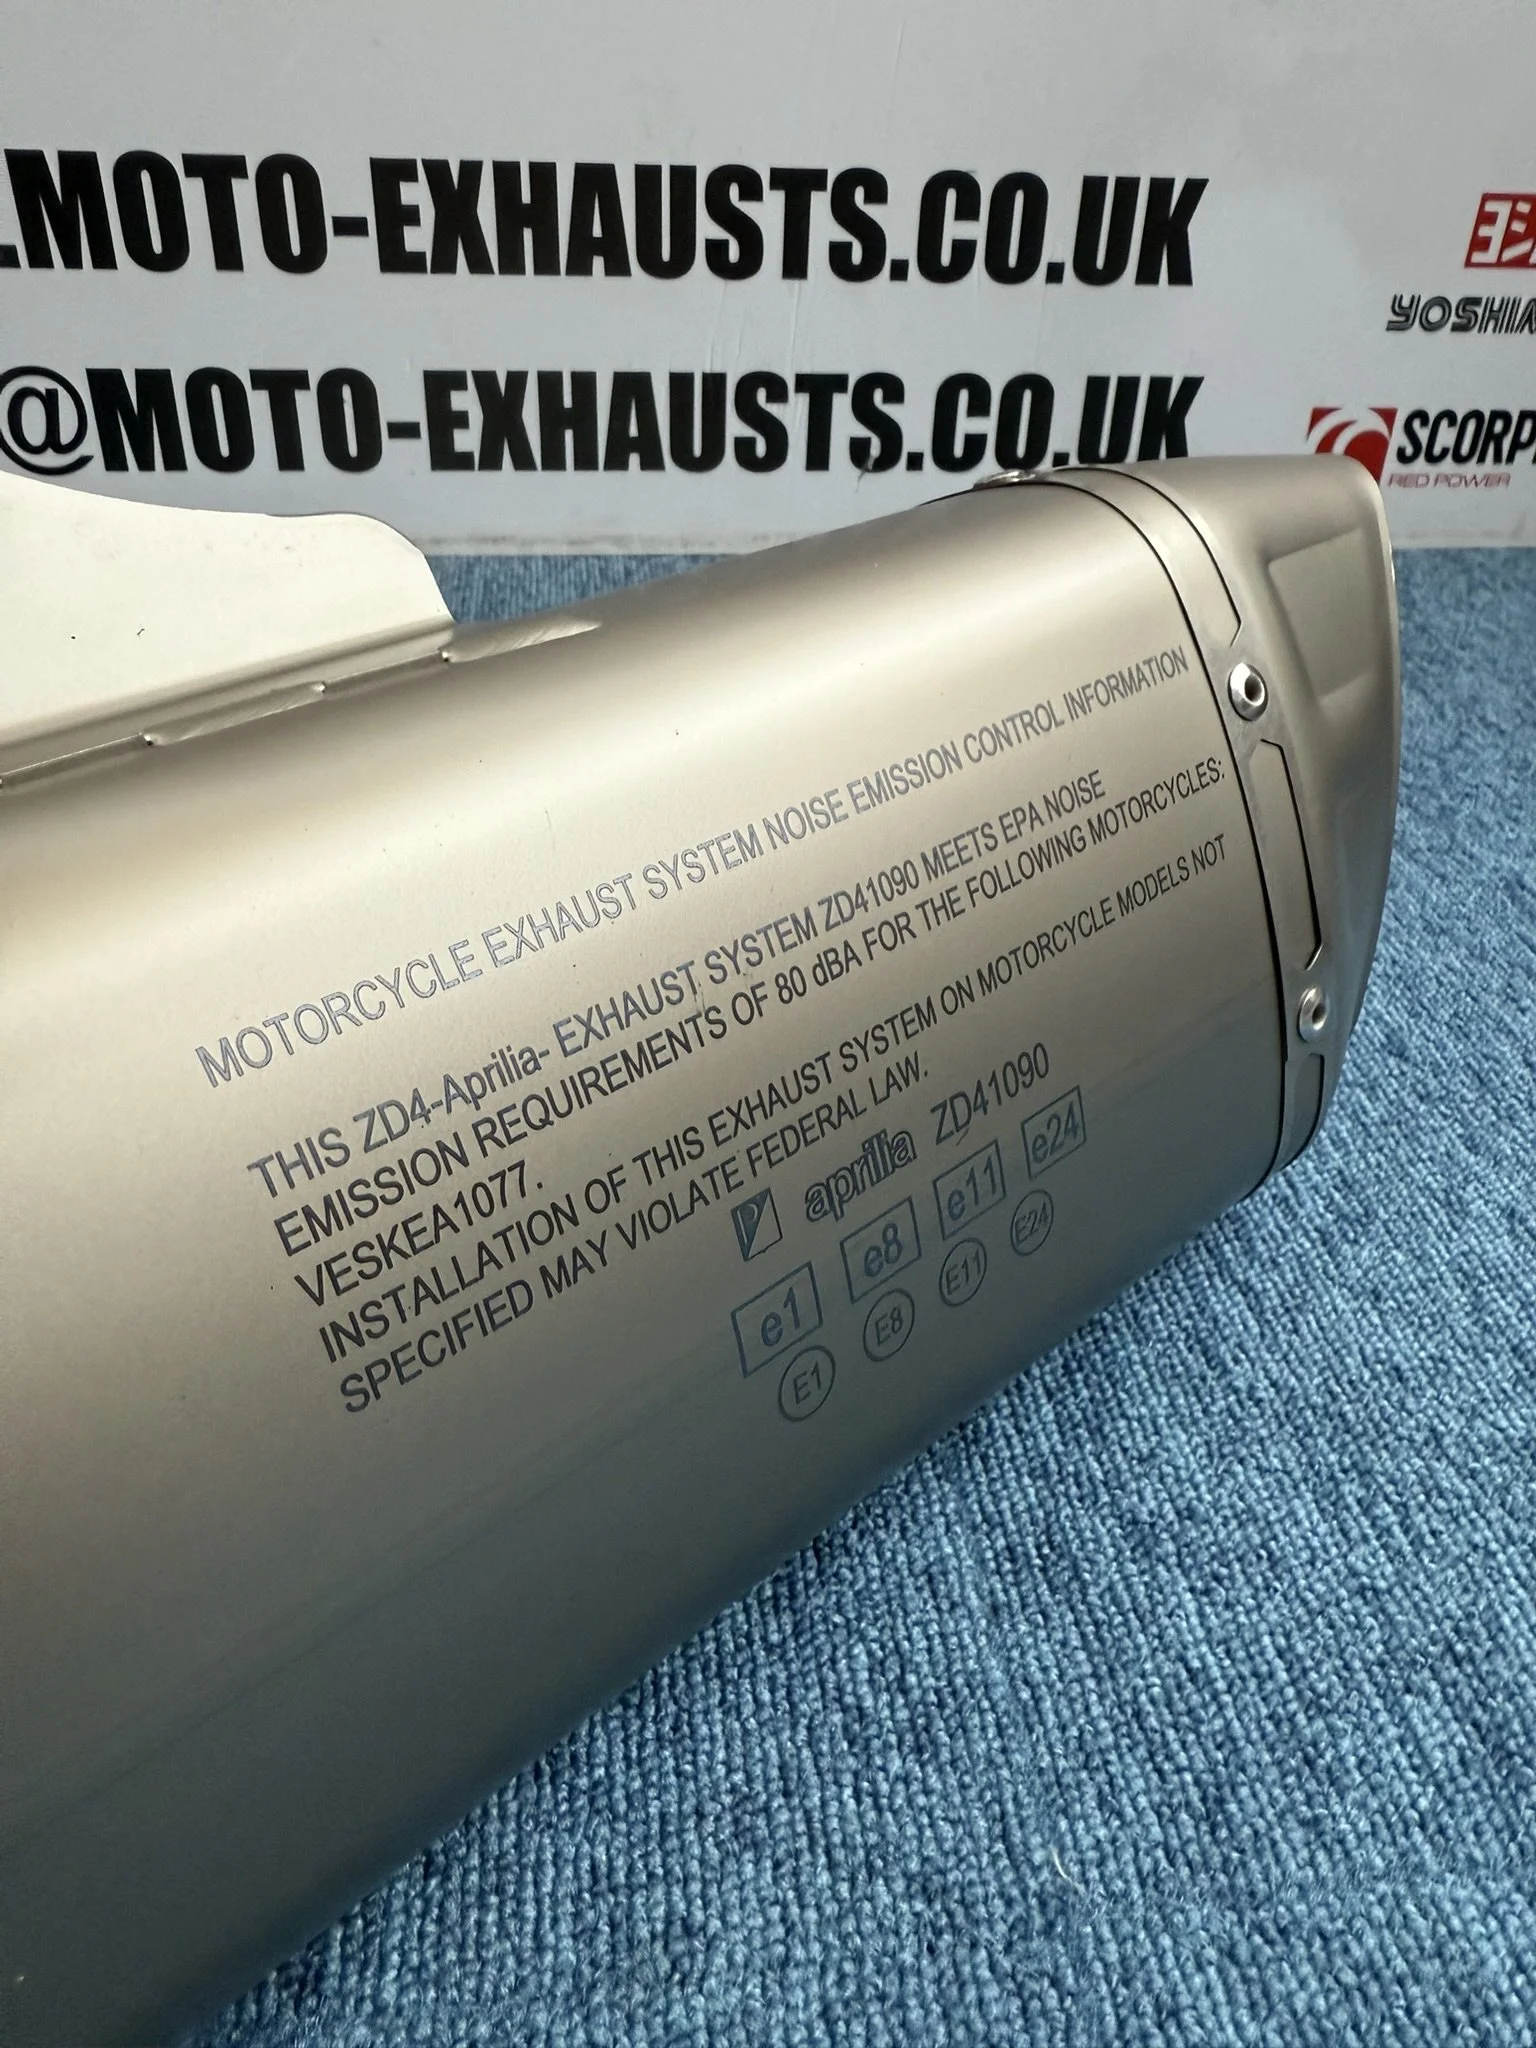 .MOTO-EXHAUSTS.CO.UK
@MOTO-EXHAUSTS.CO.UK
YOSHIM
SCORPI
RED POWER
MOTORCYCLE EXHAUST SYSTEM NOISE EMISSION CONTROL INFORMATION
THIS ZD4-Aprilia- EXHAUST SYSTEM ZD41090 MEETS EPA NOISE
EMISSION REQUIREMENTS OF 80 dBA FOR THE FOLLOWING MOTORCYCLES:
VESKEA1077.
INSTALLATION OF THIS EXHAUST SYSTEM ON MOTORCYCLE MODELS NOT
SPECIFIED MAY VIOLATE FEDERAL LAW.
aprilia ZD41090
e1 e8 e11 e24
E1 E8 E11 E24